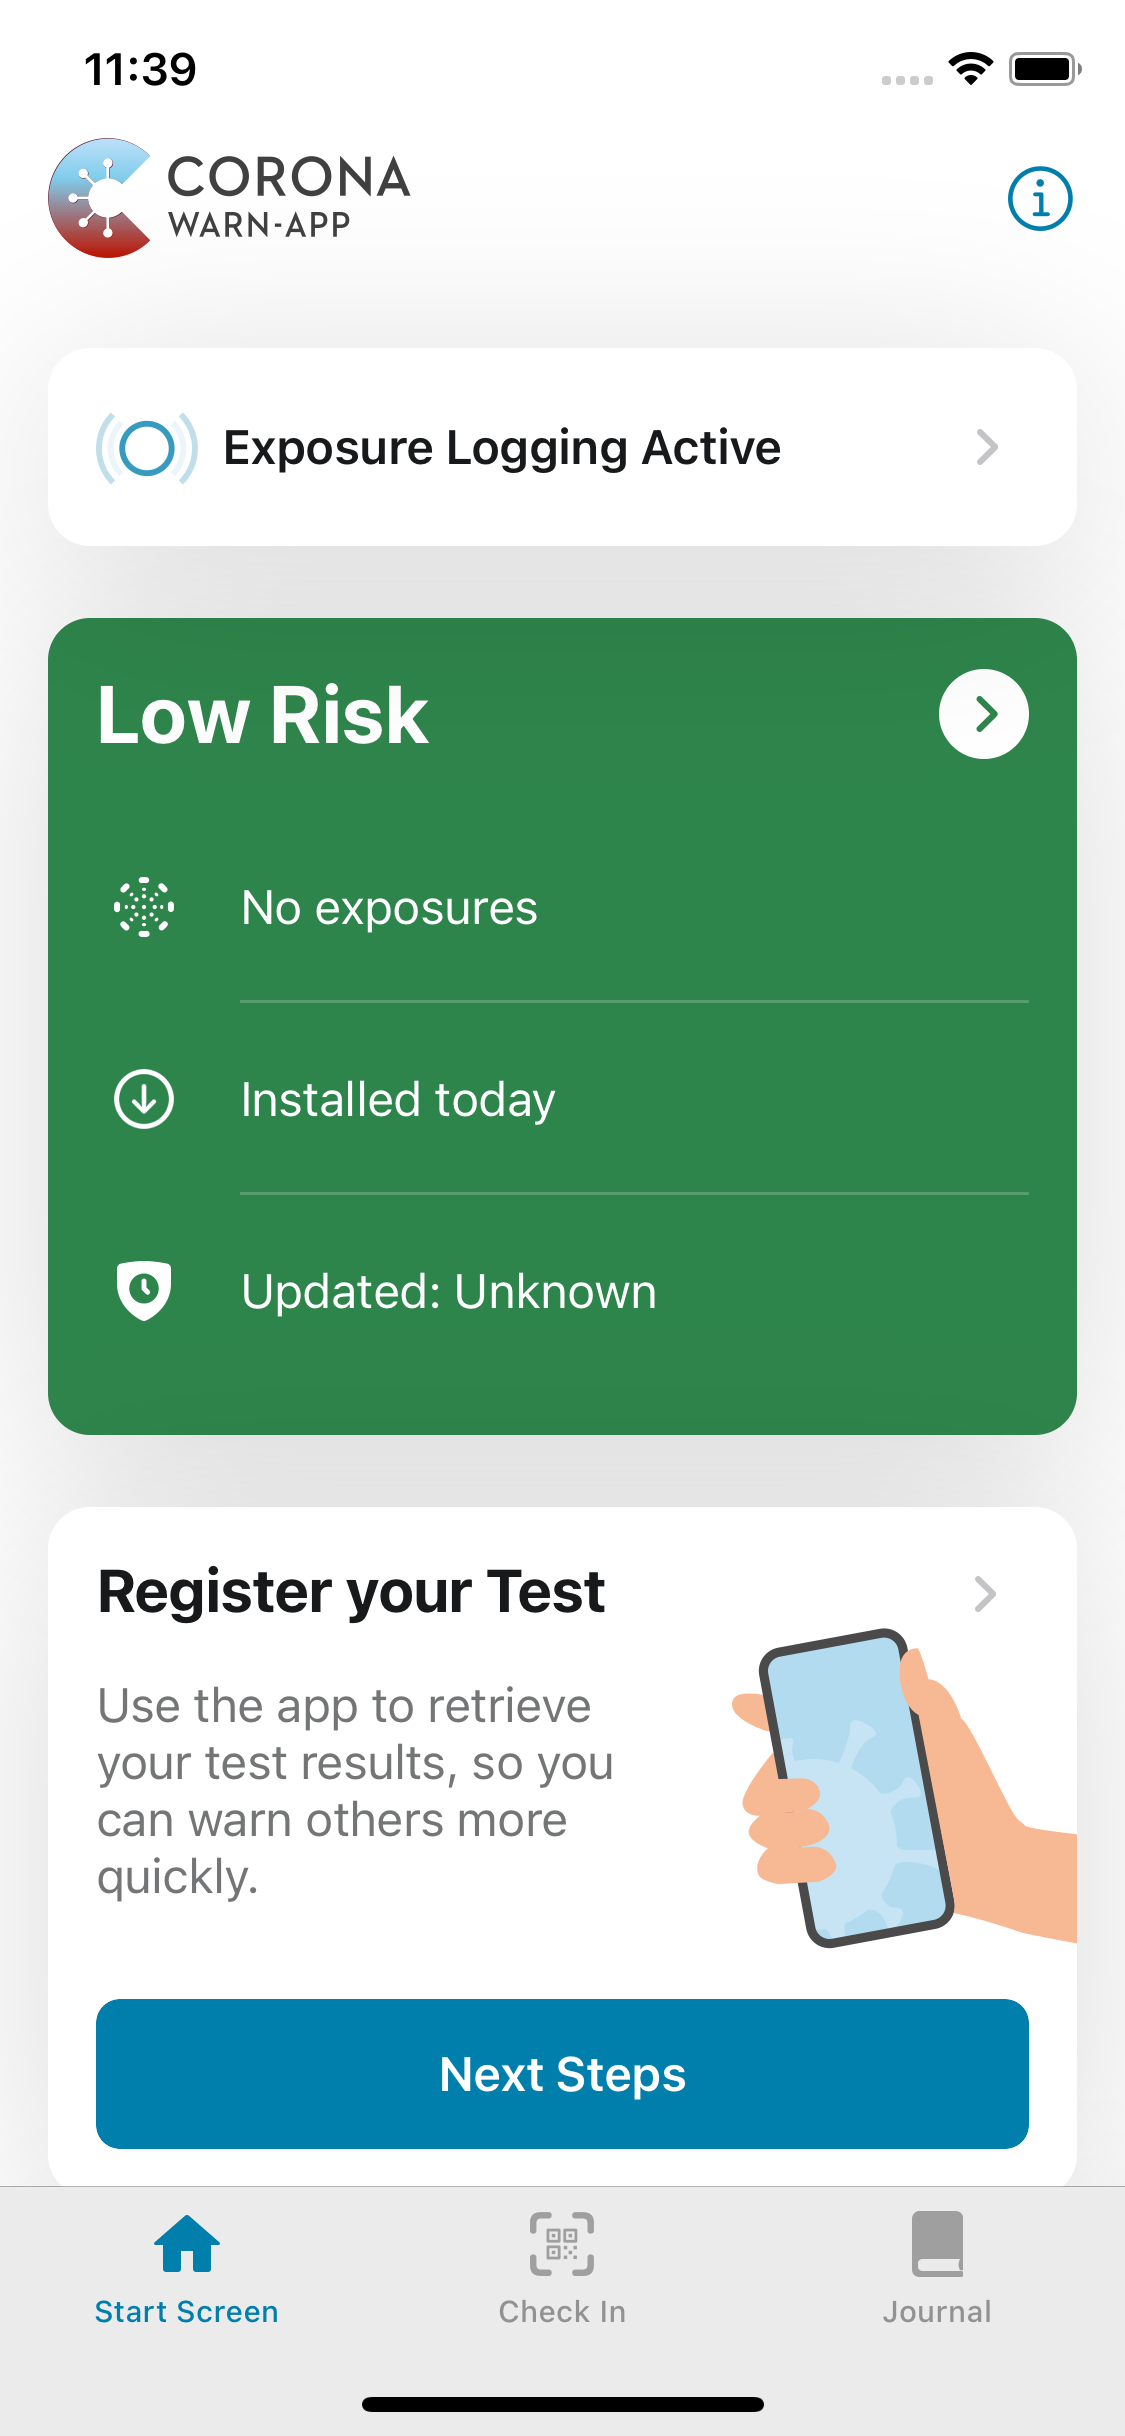 11:39
CORONA
WARN-APP
Exposure Logging Active
Low Risk
No exposures
Installed today
Updated: Unknown
Register your Test
Use the app to retrieve
your test results, so you
can warn others more
quickly.
Next Steps
Start Screen
Check In
Journal